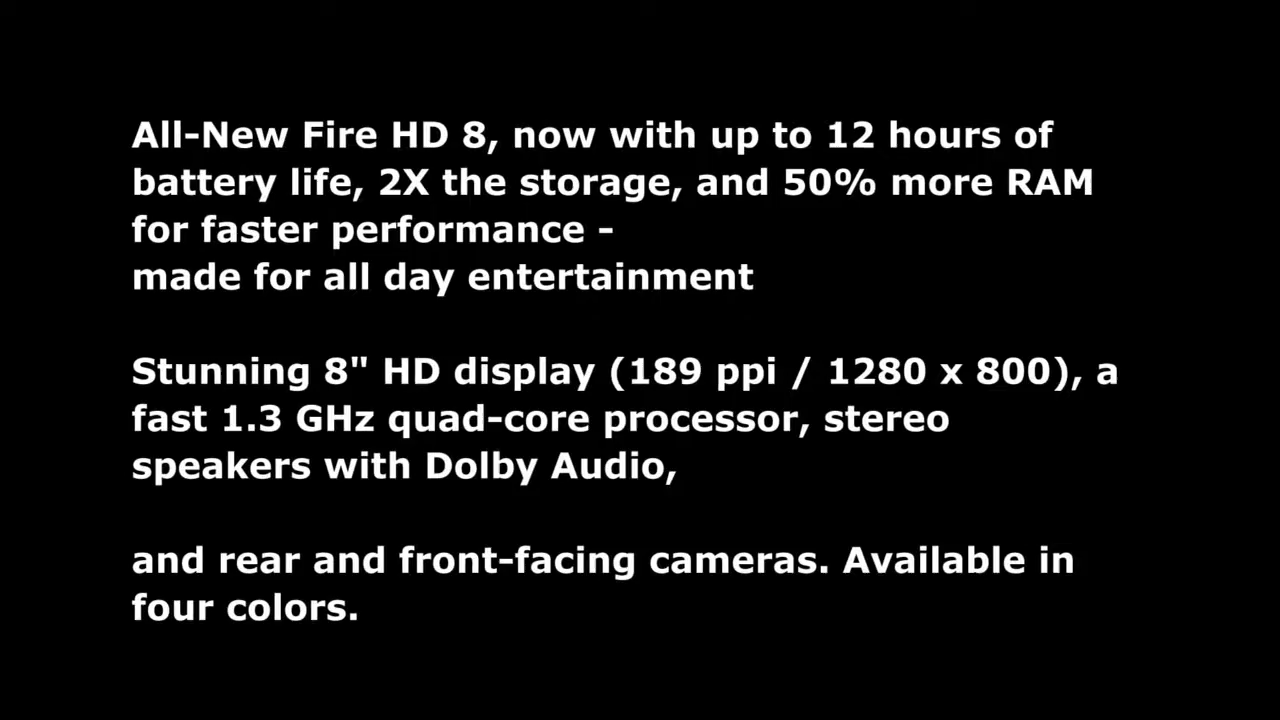 All-New Fire HD 8, now with up to 12 hours of
battery life, 2X the storage, and 50% more RAM
for faster performance -
made for all day entertainment
Stunning 8" HD display (189 ppi / 1280 x 800), a
fast 1.3 GHz quad-core processor, stereo
speakers with Dolby Audio,
and rear and front-facing cameras. Available in
four colors.